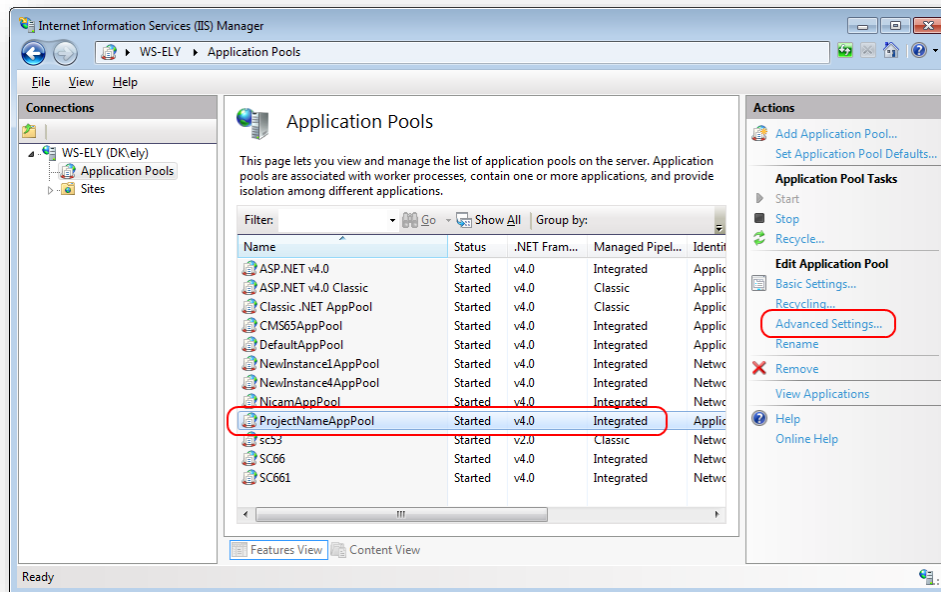 Internet Information Services (IIS) Manager
WS-ELY
Application Pools
File View Help
Connections
WS-ELY (DK\ely)
Application Pools
Sites
Application Pools
This page lets you view and manage the list of application pools on the server. Application
pools are associated with worker processes, contain one or more applications, and provide
isolation among different applications.
Filter: Go Show All Group by:
Name Status .NET Fram... Managed Pipel... Identit
ASP.NET v4.0 Started v4.0 Integrated Applic
ASP.NET v4.0 Classic Started v4.0 Classic Applic
Classic .NET AppPool Started v4.0 Classic Applic
CMS65AppPool Started v4.0 Integrated Applic
DefaultAppPool Started v4.0 Integrated Applic
NewInstance1AppPool Started v4.0 Integrated Netwo
NewInstance4AppPool Started v4.0 Integrated Netwo
NicamAppPool Started v4.0 Integrated Netwo
ProjectNameAppPool Started v4.0 Integrated Applic
sc53 Started v2.0 Classic Netwo
SC66 Started v4.0 Integrated Netwo
SC661 Started v4.0 Integrated Netwo
Features View Content View
Actions
Add Application Pool...
Set Application Pool Defaults...
Application Pool Tasks
Start
Stop
Recycle...
Edit Application Pool
Basic Settings...
Recycling...
Advanced Settings...
Rename
Remove
View Applications
Help
Online Help
Ready